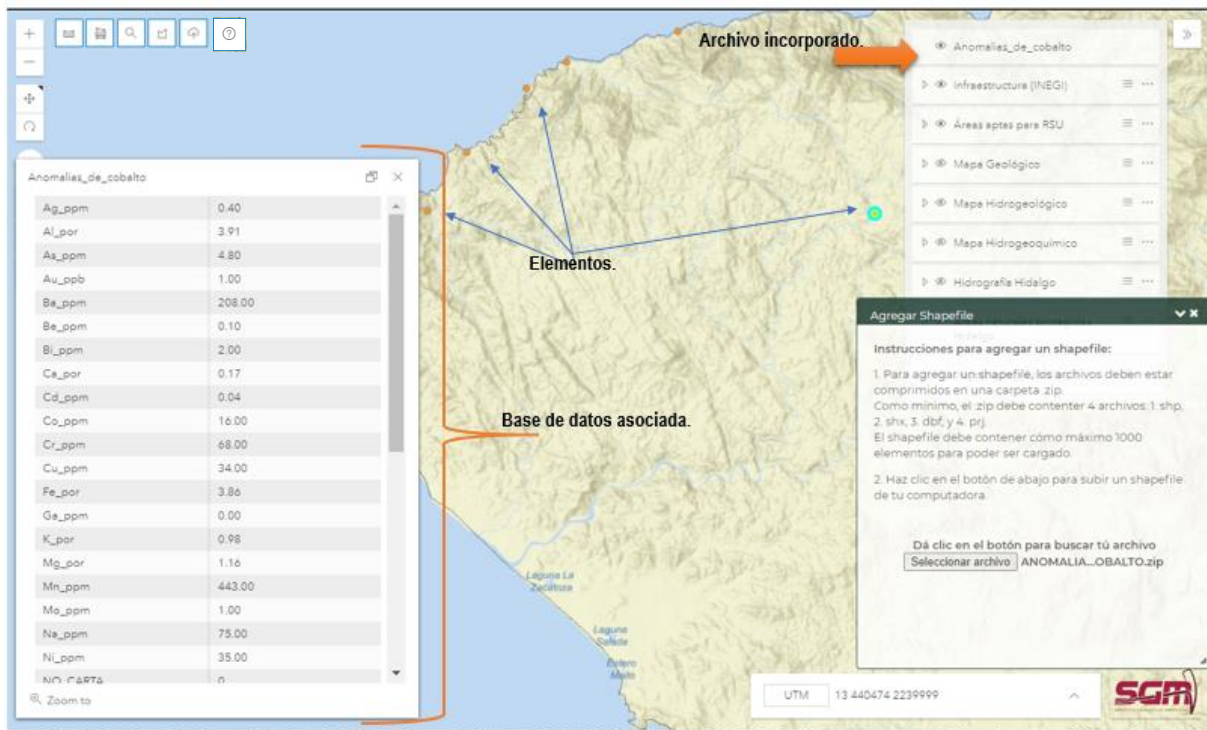 Archivo incorporado.
Anomalias_de_cobalto
Infraestructura (INEGI)
Áreas aptas para RSU
Mapa Geológico
Mapa Hidrogeológico
Mapa Hidrogeoquímico
Hidrografía Hidalgo
Anomalias_de_cobalto
Ag_ppm 0.40
Al_por 3.91
As_ppm 4.80
Au_ppb 1.00
Ba_ppm 208.00
Be_ppm 0.10
Bi_ppm 2.00
Ca_por 0.17
Cd_ppm 0.04
Co_ppm 16.00
Cr_ppm 68.00
Cu_ppm 34.00
Fe_por 3.86
Ga_ppm 0.00
K_por 0.98
Mg_por 1.16
Mn_ppm 443.00
Mo_ppm 1.00
Na_ppm 75.00
Ni_ppm 35.00
NO_CARTA 0
Zoom to
Elementos.
Base de datos asociada.
Laguna La
Zacatuza
Laguna
Salada
Estero
Maito
Agregar Shapefile
Instrucciones para agregar un shapefile:
1. Para agregar un shapefile, los archivos deben estar
comprimidos en una carpeta .zip.
Como mínimo, el .zip debe contenter 4 archivos: 1. shp,
2. shx, 3. dbf, y 4. prj.
El shapefile debe contener cómo máximo 1000
elementos para poder ser cargado.
2. Haz clic en el botón de abajo para subir un shapefile
de tu computadora.
Dá clic en el botón para buscar tú archivo
Seleccionar archivo ANOMALIA...OBALTO.zip
UTM 13 440474 2239999
SGM